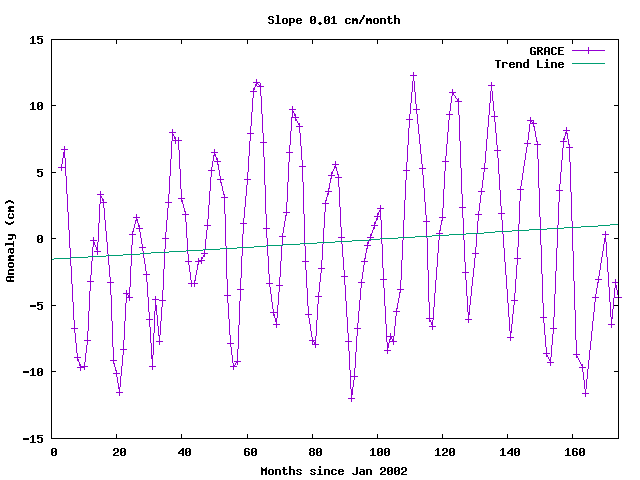 Slope 0.01 cm/month
GRACE
Trend Line
15
10
5
0
-5
-10
-15
Anomaly (cm)
0 20 40 60 80 100 120 140 160
Months since Jan 2002